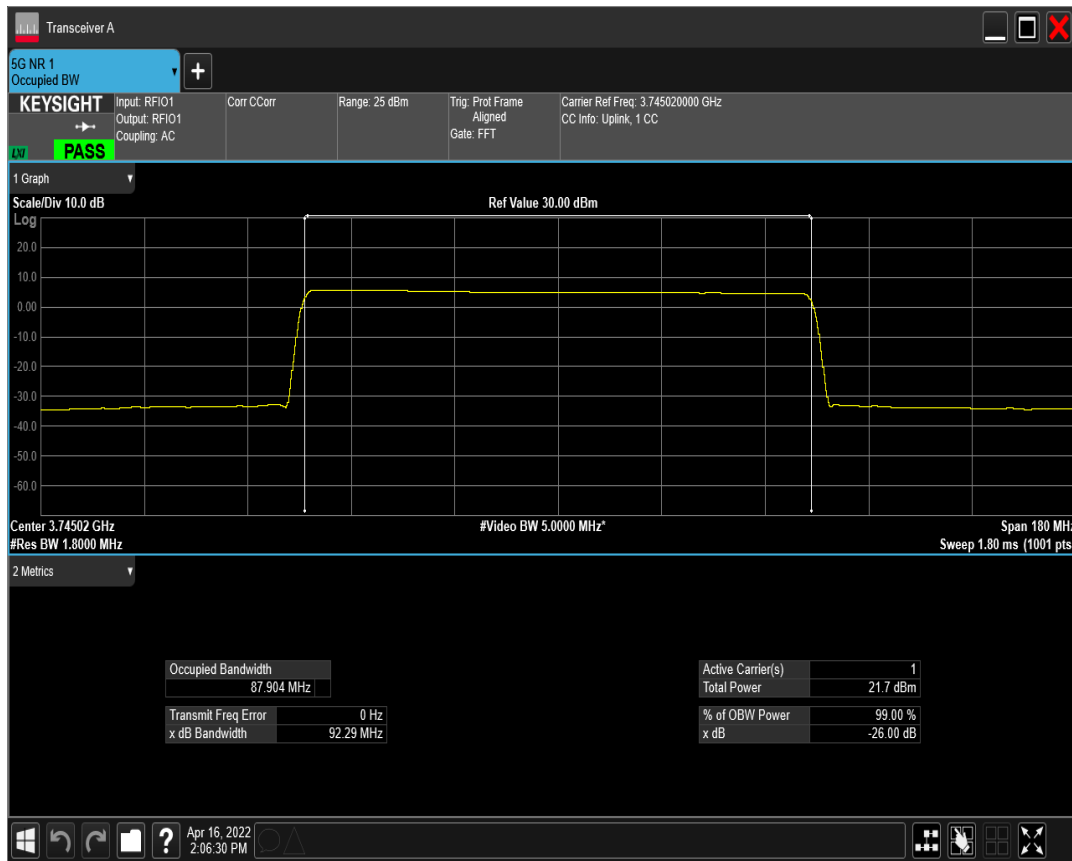 Transceiver A
5G NR 1
Occupied BW
+
KEYSIGHT
LXI
PASS
Input: RFIO1
Output: RFIO1
Coupling: AC
Corr CCorr
Range: 25 dBm
Trig: Prot Frame
Aligned
Gate: FFT
Carrier Ref Freq: 3.745020000 GHz
CC Info: Uplink, 1 CC
1 Graph
Scale/Div 10.0 dB
Ref Value 30.00 dBm
Log
20.0
10.0
0.00
-10.0
-20.0
-30.0
-40.0
-50.0
-60.0
Center 3.74502 GHz
#Video BW 5.0000 MHz*
Span 180 MHz
#Res BW 1.8000 MHz
Sweep 1.80 ms (1001 pts
2 Metrics
Occupied Bandwidth
87.904 MHz
Transmit Freq Error 0 Hz
x dB Bandwidth 92.29 MHz
Active Carrier(s) 1
Total Power 21.7 dBm
% of OBW Power 99.00 %
x dB -26.00 dB
?
Apr 16, 2022
2:06:30 PM